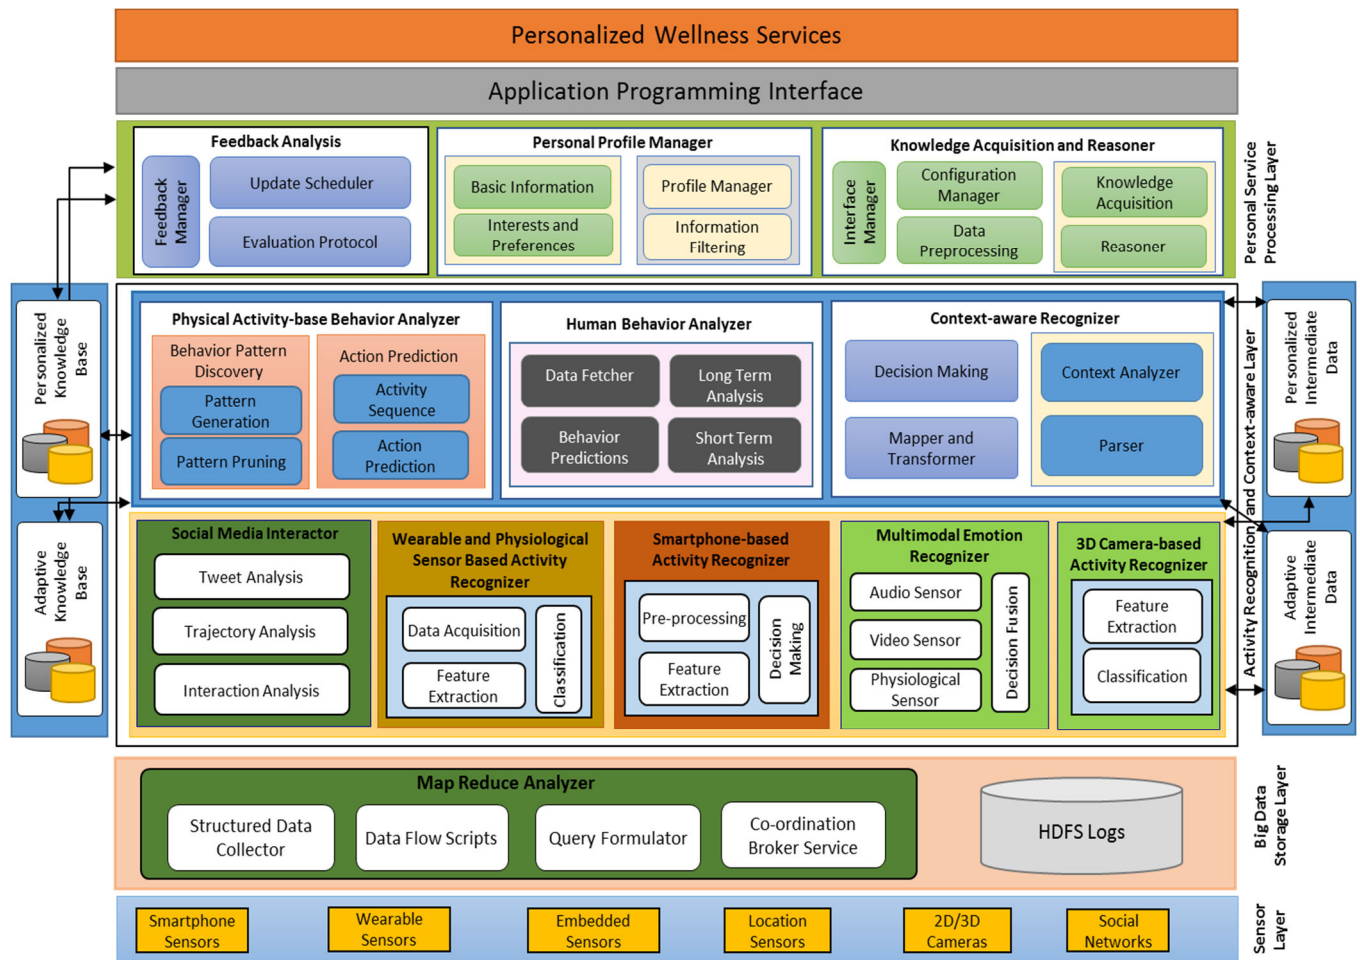 Personalized Wellness Services
Application Programming Interface
Feedback Analysis
Feedback
Manager
Update Scheduler
Evaluation Protocol
Personal Profile Manager
Basic Information
Interests and
Preferences
Profile Manager
Information
Filtering
Knowledge Acquisition and Reasoner
Interface
Manager
Configuration
Manager
Data
Preprocessing
Knowledge
Acquisition
Reasoner
Personal Service
Processing Layer
Personalized
Knowledge
Base
Adaptive
Knowledge
Base
Physical Activity-base Behavior Analyzer
Behavior Pattern
Discovery
Pattern
Generation
Pattern Pruning
Action Prediction
Activity
Sequence
Action
Prediction
Human Behavior Analyzer
Data Fetcher
Long Term
Analysis
Behavior
Predictions
Short Term
Analysis
Context-aware Recognizer
Decision Making
Mapper and
Transformer
Context Analyzer
Parser
Activity Recognition and Context-aware Layer
Personalized
Intermediate
Data
Adaptive
Intermediate
Data
Social Media Interactor
Tweet Analysis
Trajectory Analysis
Interaction Analysis
Wearable and Physiological
Sensor Based Activity
Recognizer
Data Acquisition
Feature
Extraction
Classification
Smartphone-based
Activity Recognizer
Pre-processing
Feature
Extraction
Decision
Making
Multimodal Emotion
Recognizer
Audio Sensor
Video Sensor
Physiological
Sensor
Decision Fusion
3D Camera-based
Activity Recognizer
Feature
Extraction
Classification
Map Reduce Analyzer
Structured Data
Collector
Data Flow Scripts
Query Formulator
Co-ordination
Broker Service
HDFS Logs
Big Data
Storage Layer
Smartphone
Sensors
Wearable
Sensors
Embedded
Sensors
Location
Sensors
2D/3D
Cameras
Social
Networks
Sensor
Layer